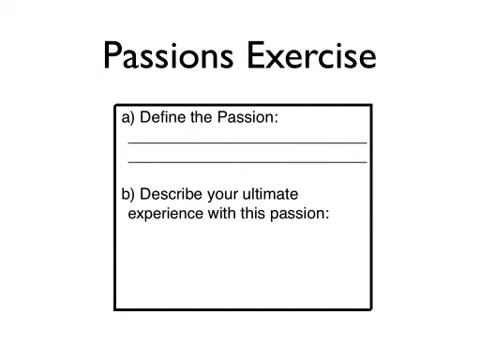 Passions Exercise
a) Define the Passion:
b) Describe your ultimate
experience with this passion: